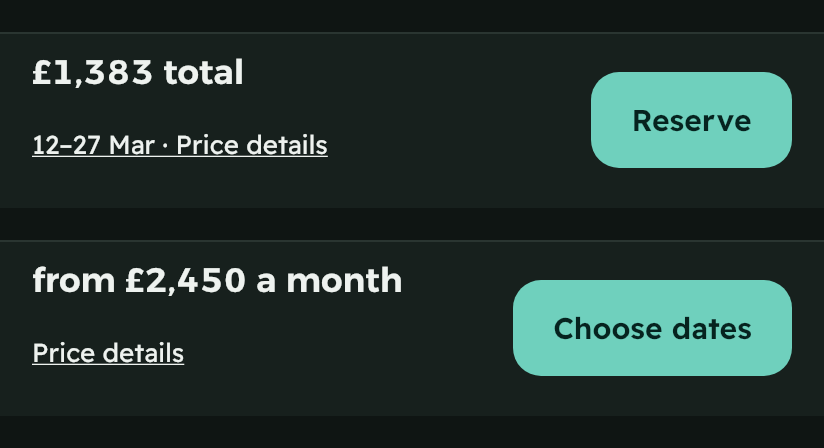 £1,383 total
Reserve
12–27 Mar · Price details
from £2,450 a month
Choose dates
Price details